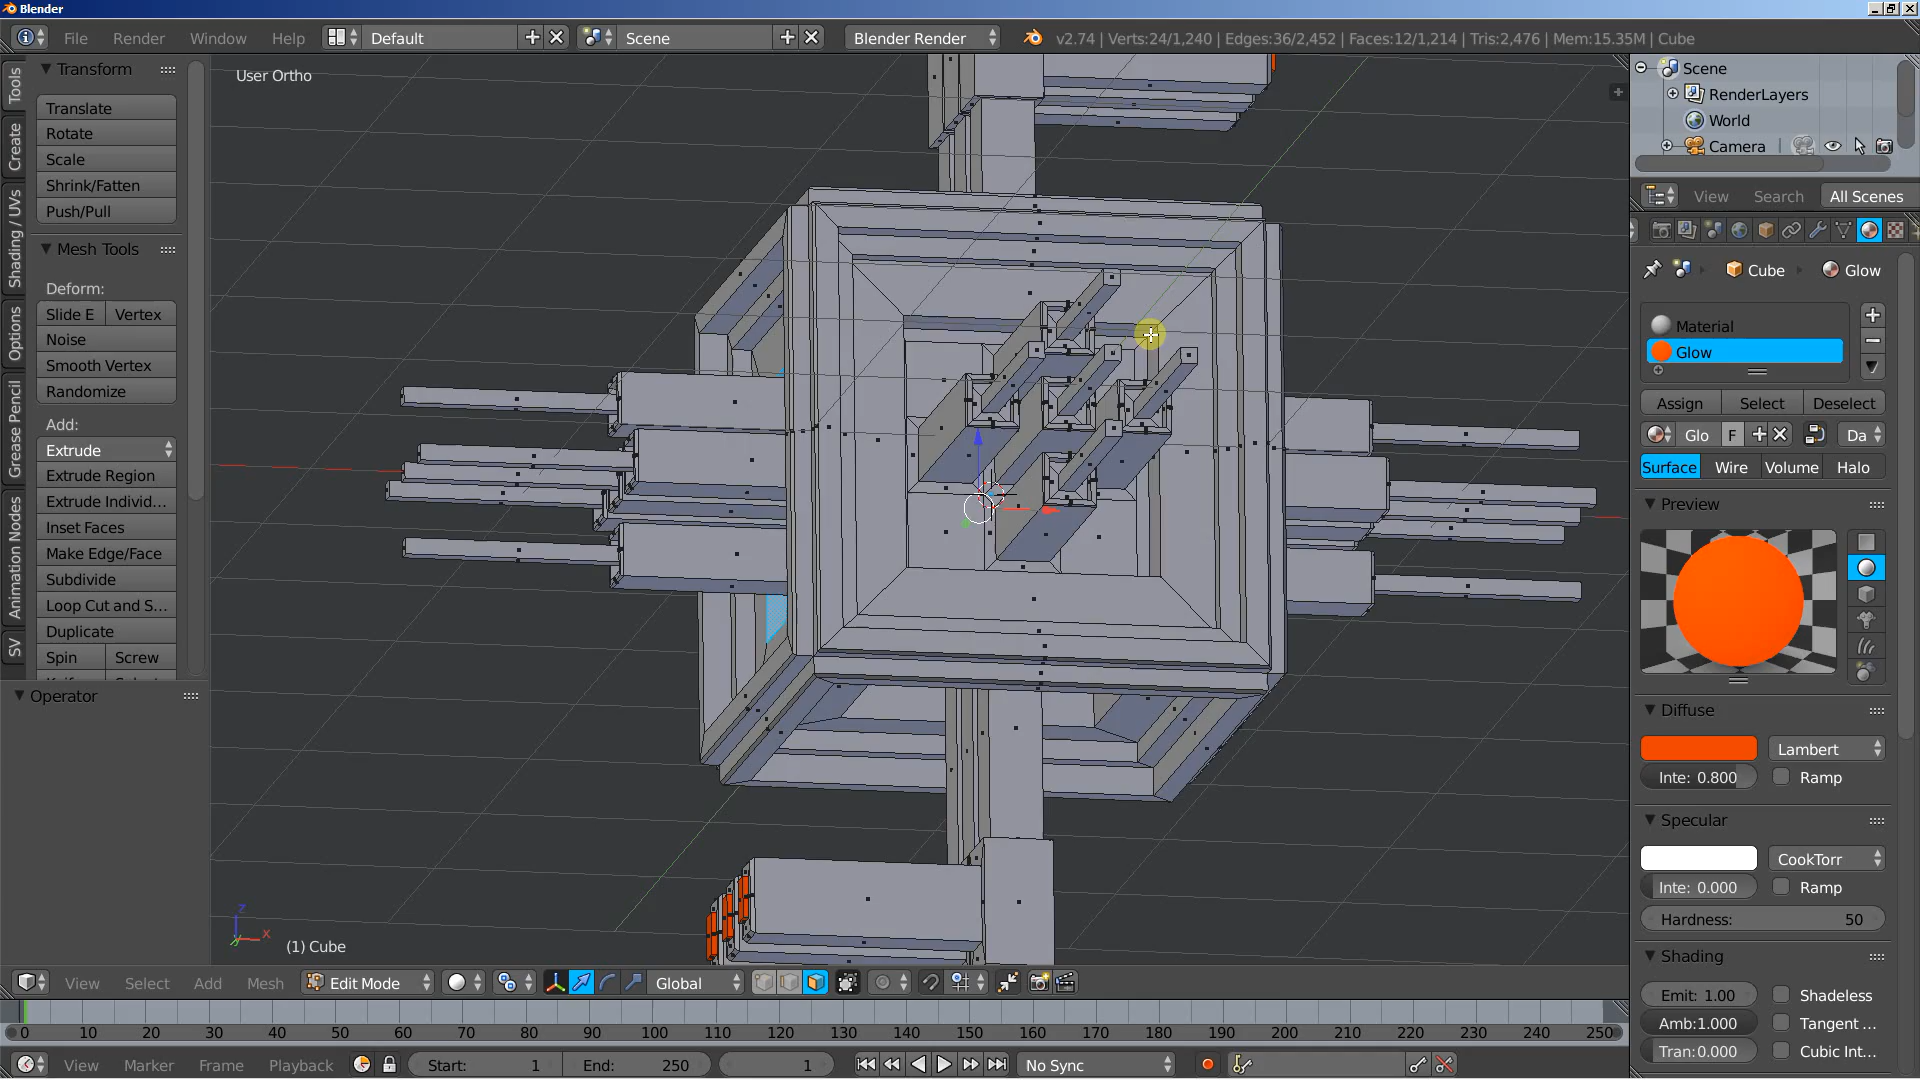 Blender
File Render Window Help Default Scene Blender Render v2.74 | Verts:24/1,240 | Edges:36/2,452 | Faces:12/1,214 | Tris:2,476 | Mem:15.35M | Cube
Tools
Create
Shading / UVs
Options
Grease Pencil
Animation Nodes
SV
Transform
Translate
Rotate
Scale
Shrink/Fatten
Push/Pull
Mesh Tools
Deform:
Slide E Vertex
Noise
Smooth Vertex
Randomize
Add:
Extrude
Extrude Region
Extrude Individ...
Inset Faces
Make Edge/Face
Subdivide
Loop Cut and S...
Duplicate
Spin Screw
Operator
User Ortho
z
x
y
(1) Cube
View Select Add Mesh Edit Mode Global
0 10 20 30 40 50 60 70 80 90 100 110 120 130 140 150 160 170 180 190 200 210 220 230 240 250
View Marker Frame Playback Start: 1 End: 250 1 No Sync
Scene
RenderLayers
World
Camera
View Search All Scenes
Cube Glow
Material
Glow
Assign Select Deselect
Glo F Da
Surface Wire Volume Halo
Preview
Diffuse
Lambert
Inte: 0.800 Ramp
Specular
CookTorr
Inte: 0.000 Ramp
Hardness: 50
Shading
Emit: 1.00 Shadeless
Amb:1.000 Tangent ...
Tran:0.000 Cubic Int...